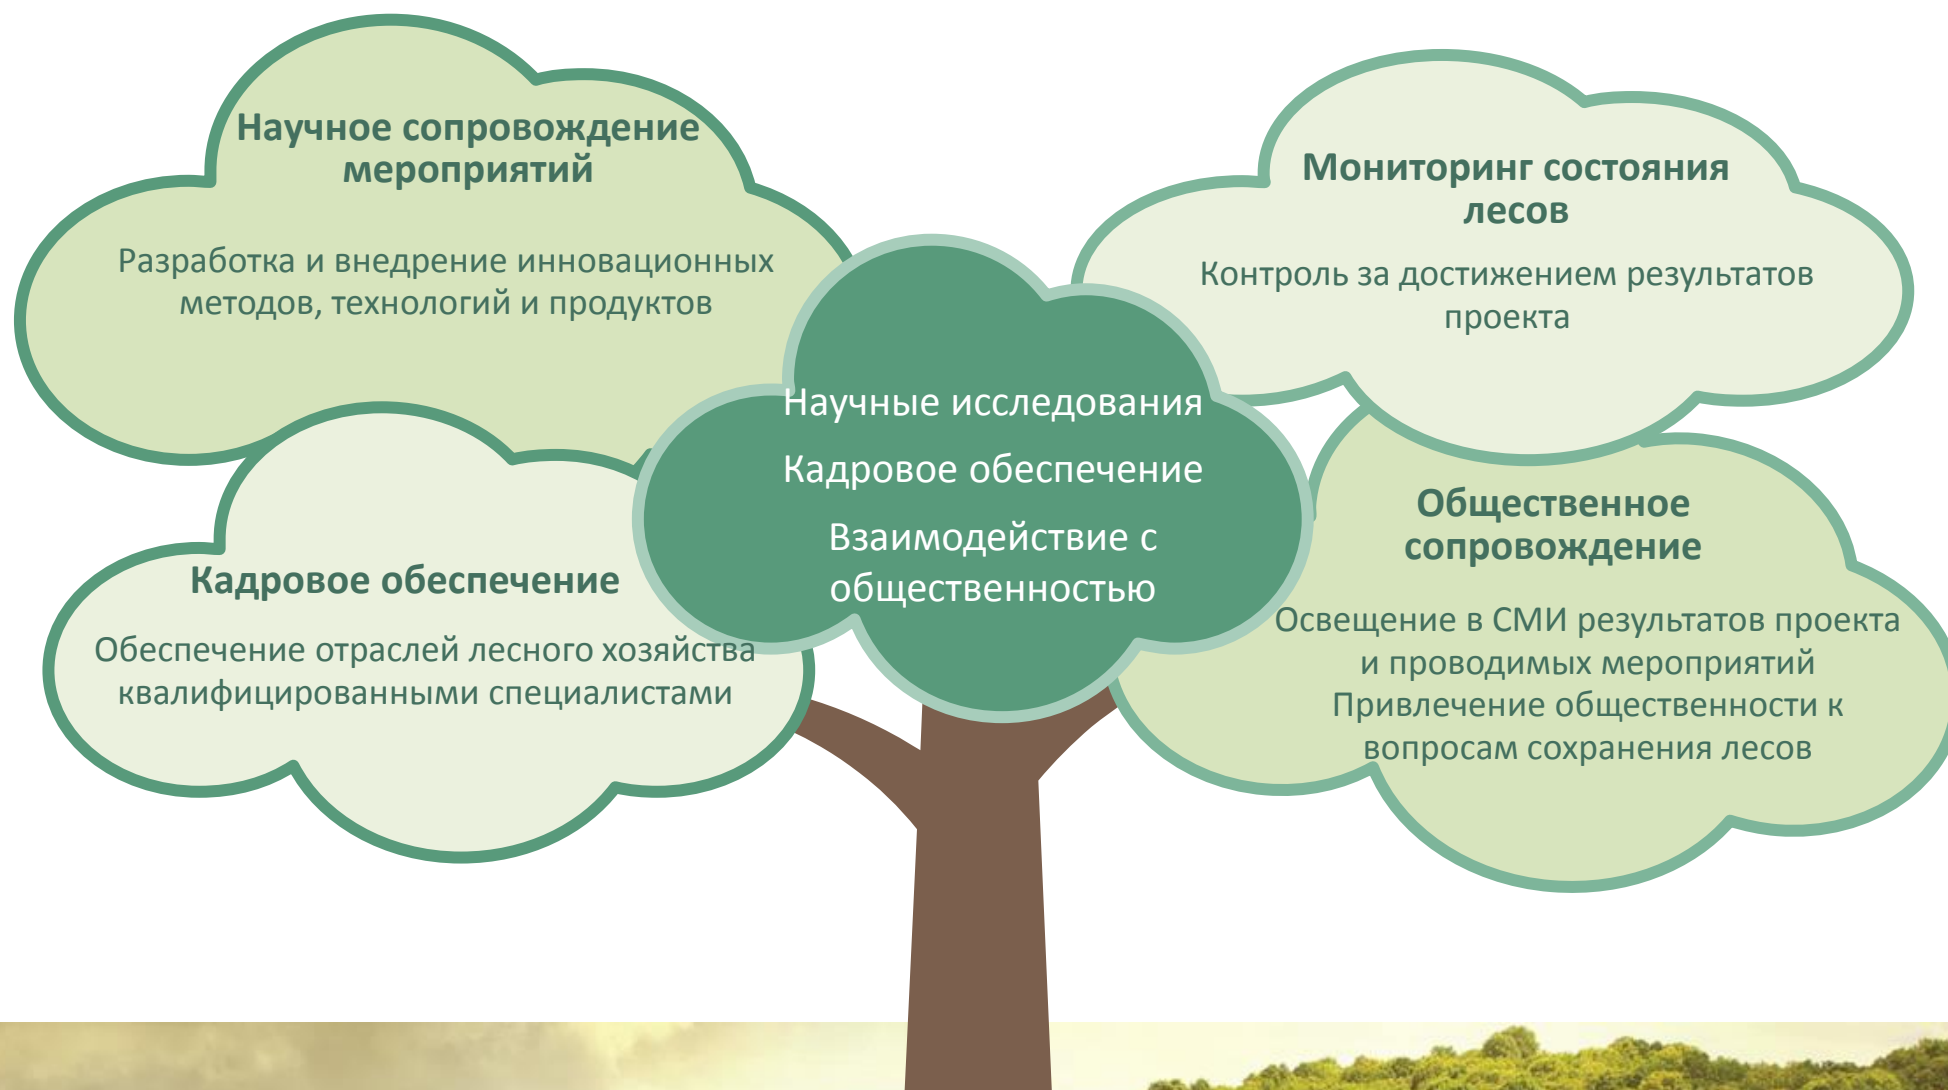 Научное сопровождение
мероприятий
Разработка и внедрение инновационных
методов, технологий и продуктов
Мониторинг состояния
лесов
Контроль за достижением результатов
проекта
Научные исследования
Кадровое обеспечение
Взаимодействие с
общественностью
Кадровое обеспечение
Обеспечение отраслей лесного хозяйства
квалифицированными специалистами
Общественное
сопровождение
Освещение в СМИ результатов проекта
и проводимых мероприятий
Привлечение общественности к
вопросам сохранения лесов